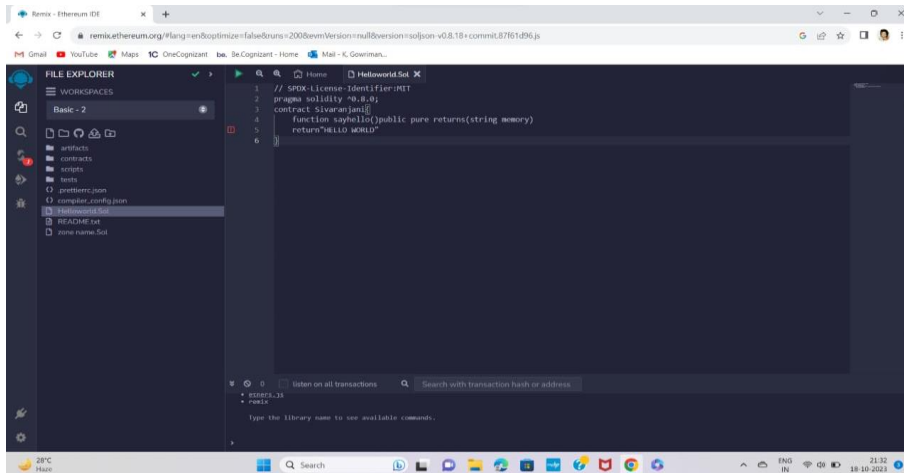 Remix - Ethereum IDE
remix.ethereum.org/#lang=en&optimize=false&runs=200&evmVersion=null&version=soljson-v0.8.18+commit.87f61d96.js
Gmail YouTube Maps 1C OneCognizant be. Be.Cognizant - Home Mail - K, Gowriman...
FILE EXPLORER
WORKSPACES
Basic - 2
artifacts
contracts
scripts
tests
.prettierrc.json
compiler_config.json
Helloworld.Sol
README.txt
zone name.Sol
Home Helloworld.Sol
1 // SPDX-License-Identifier:MIT
2 pragma solidity ^0.8.0;
3 contract Sivaranjani{
4 function sayhello()public pure returns(string memory)
5 return"HELLO WORLD"
6 }
0 listen on all transactions Search with transaction hash or address
ethers.js
remix
Type the library name to see available commands.
>
28°C
Haze
Search
ENG
IN
21:32
18-10-2023